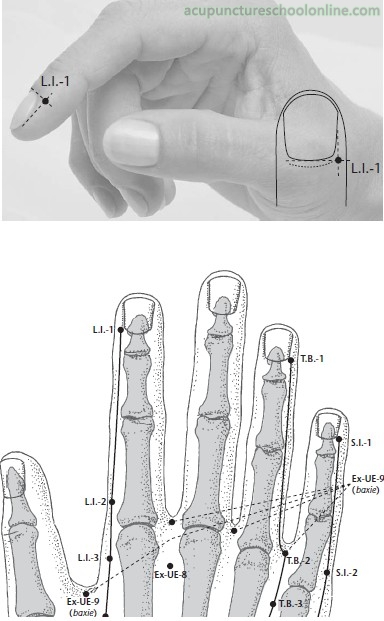 acupunctureschoolonline.com
L.I.-1
L.I.-1
L.I.-1
T.B.-1
S.I.-1
Ex-UE-9
(baxie)
L.I.-2
L.I.-3
Ex-UE-8
T.B.-2
S.I.-2
Ex-UE-9
(baxie)
T.B.-3